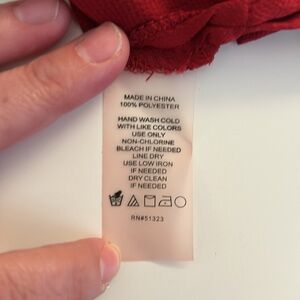 MADE IN CHINA
100% POLYESTER
HAND WASH COLD
WITH LIKE COLORS
USE ONLY
NON-CHLORINE
BLEACH IF NEEDED
LINE DRY
USE LOW IRON
IF NEEDED
DRY CLEAN
IF NEEDED
RN#51323